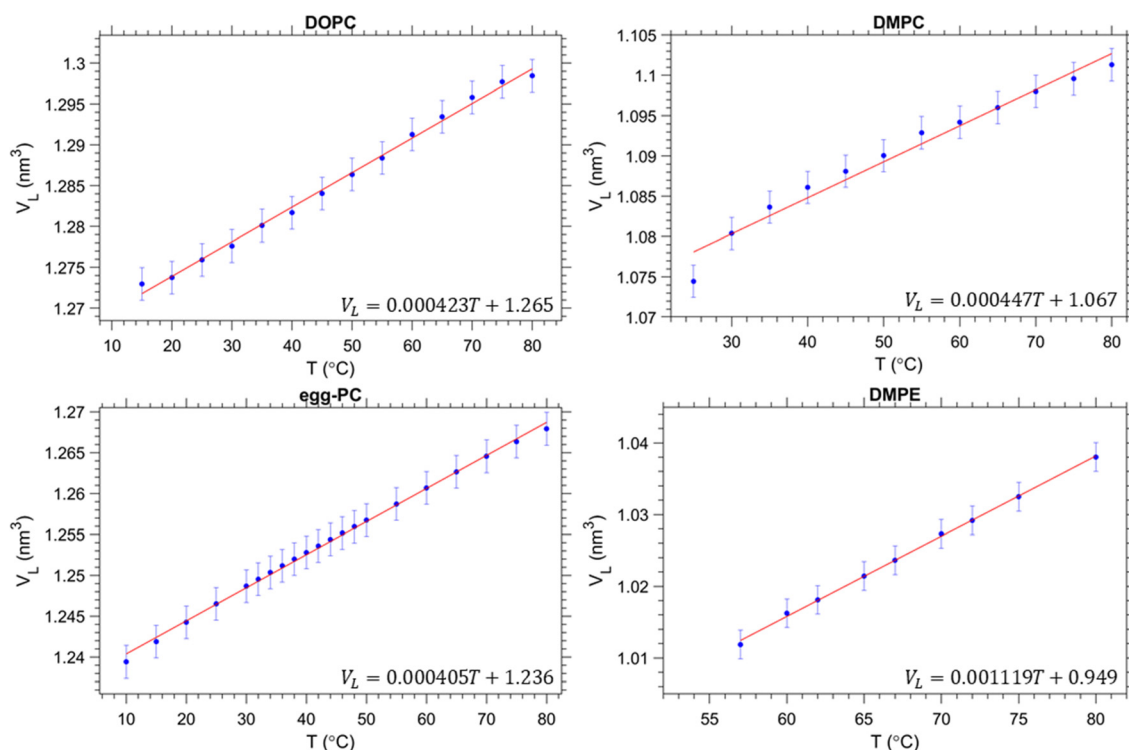 DOPC
1.3
1.295
1.29
1.285
1.28
1.275
1.27
V_L (nm³)
V_L = 0.000423T + 1.265
10 20 30 40 50 60 70 80
T (°C)
DMPC
1.105
1.1
1.095
1.09
1.085
1.08
1.075
1.07
V_L (nm³)
V_L = 0.000447T + 1.067
30 40 50 60 70 80
T (°C)
egg-PC
1.27
1.265
1.26
1.255
1.25
1.245
1.24
V_L (nm³)
V_L = 0.000405T + 1.236
10 20 30 40 50 60 70 80
T (°C)
DMPE
1.04
1.03
1.02
1.01
V_L (nm³)
V_L = 0.001119T + 0.949
55 60 65 70 75 80
T (°C)